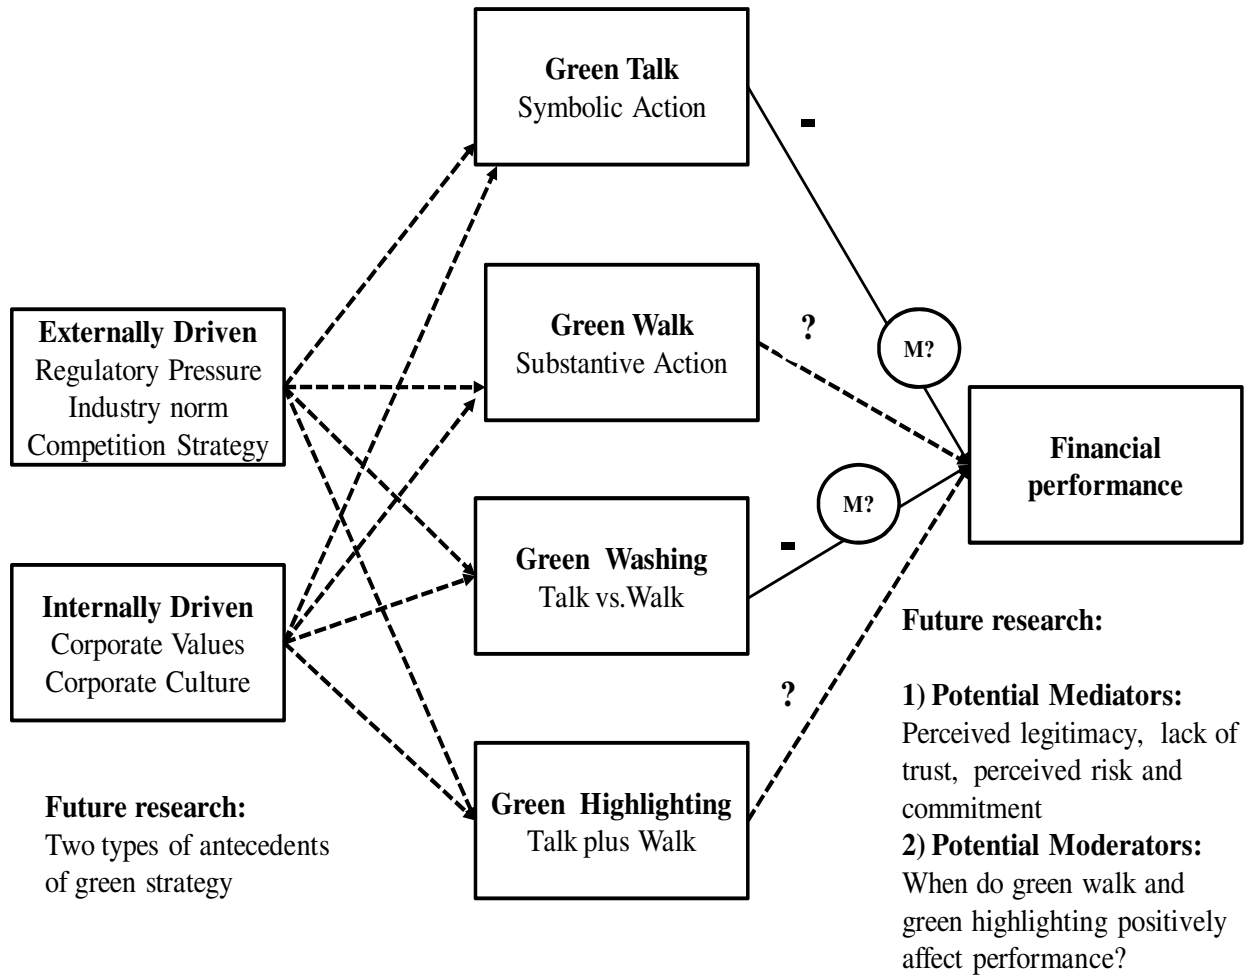 Green Talk
Symbolic Action
-
Externally Driven
Regulatory Pressure
Industry norm
Competition Strategy
Green Walk
Substantive Action
?
M?
Financial
performance
M?
Internally Driven
Corporate Values
Corporate Culture
Green Washing
Talk vs.Walk
-
Green Highlighting
Talk plus Walk
?
Future research:
Two types of antecedents
of green strategy
Future research:
1) Potential Mediators:
Perceived legitimacy, lack of
trust, perceived risk and
commitment
2) Potential Moderators:
When do green walk and
green highlighting positively
affect performance?